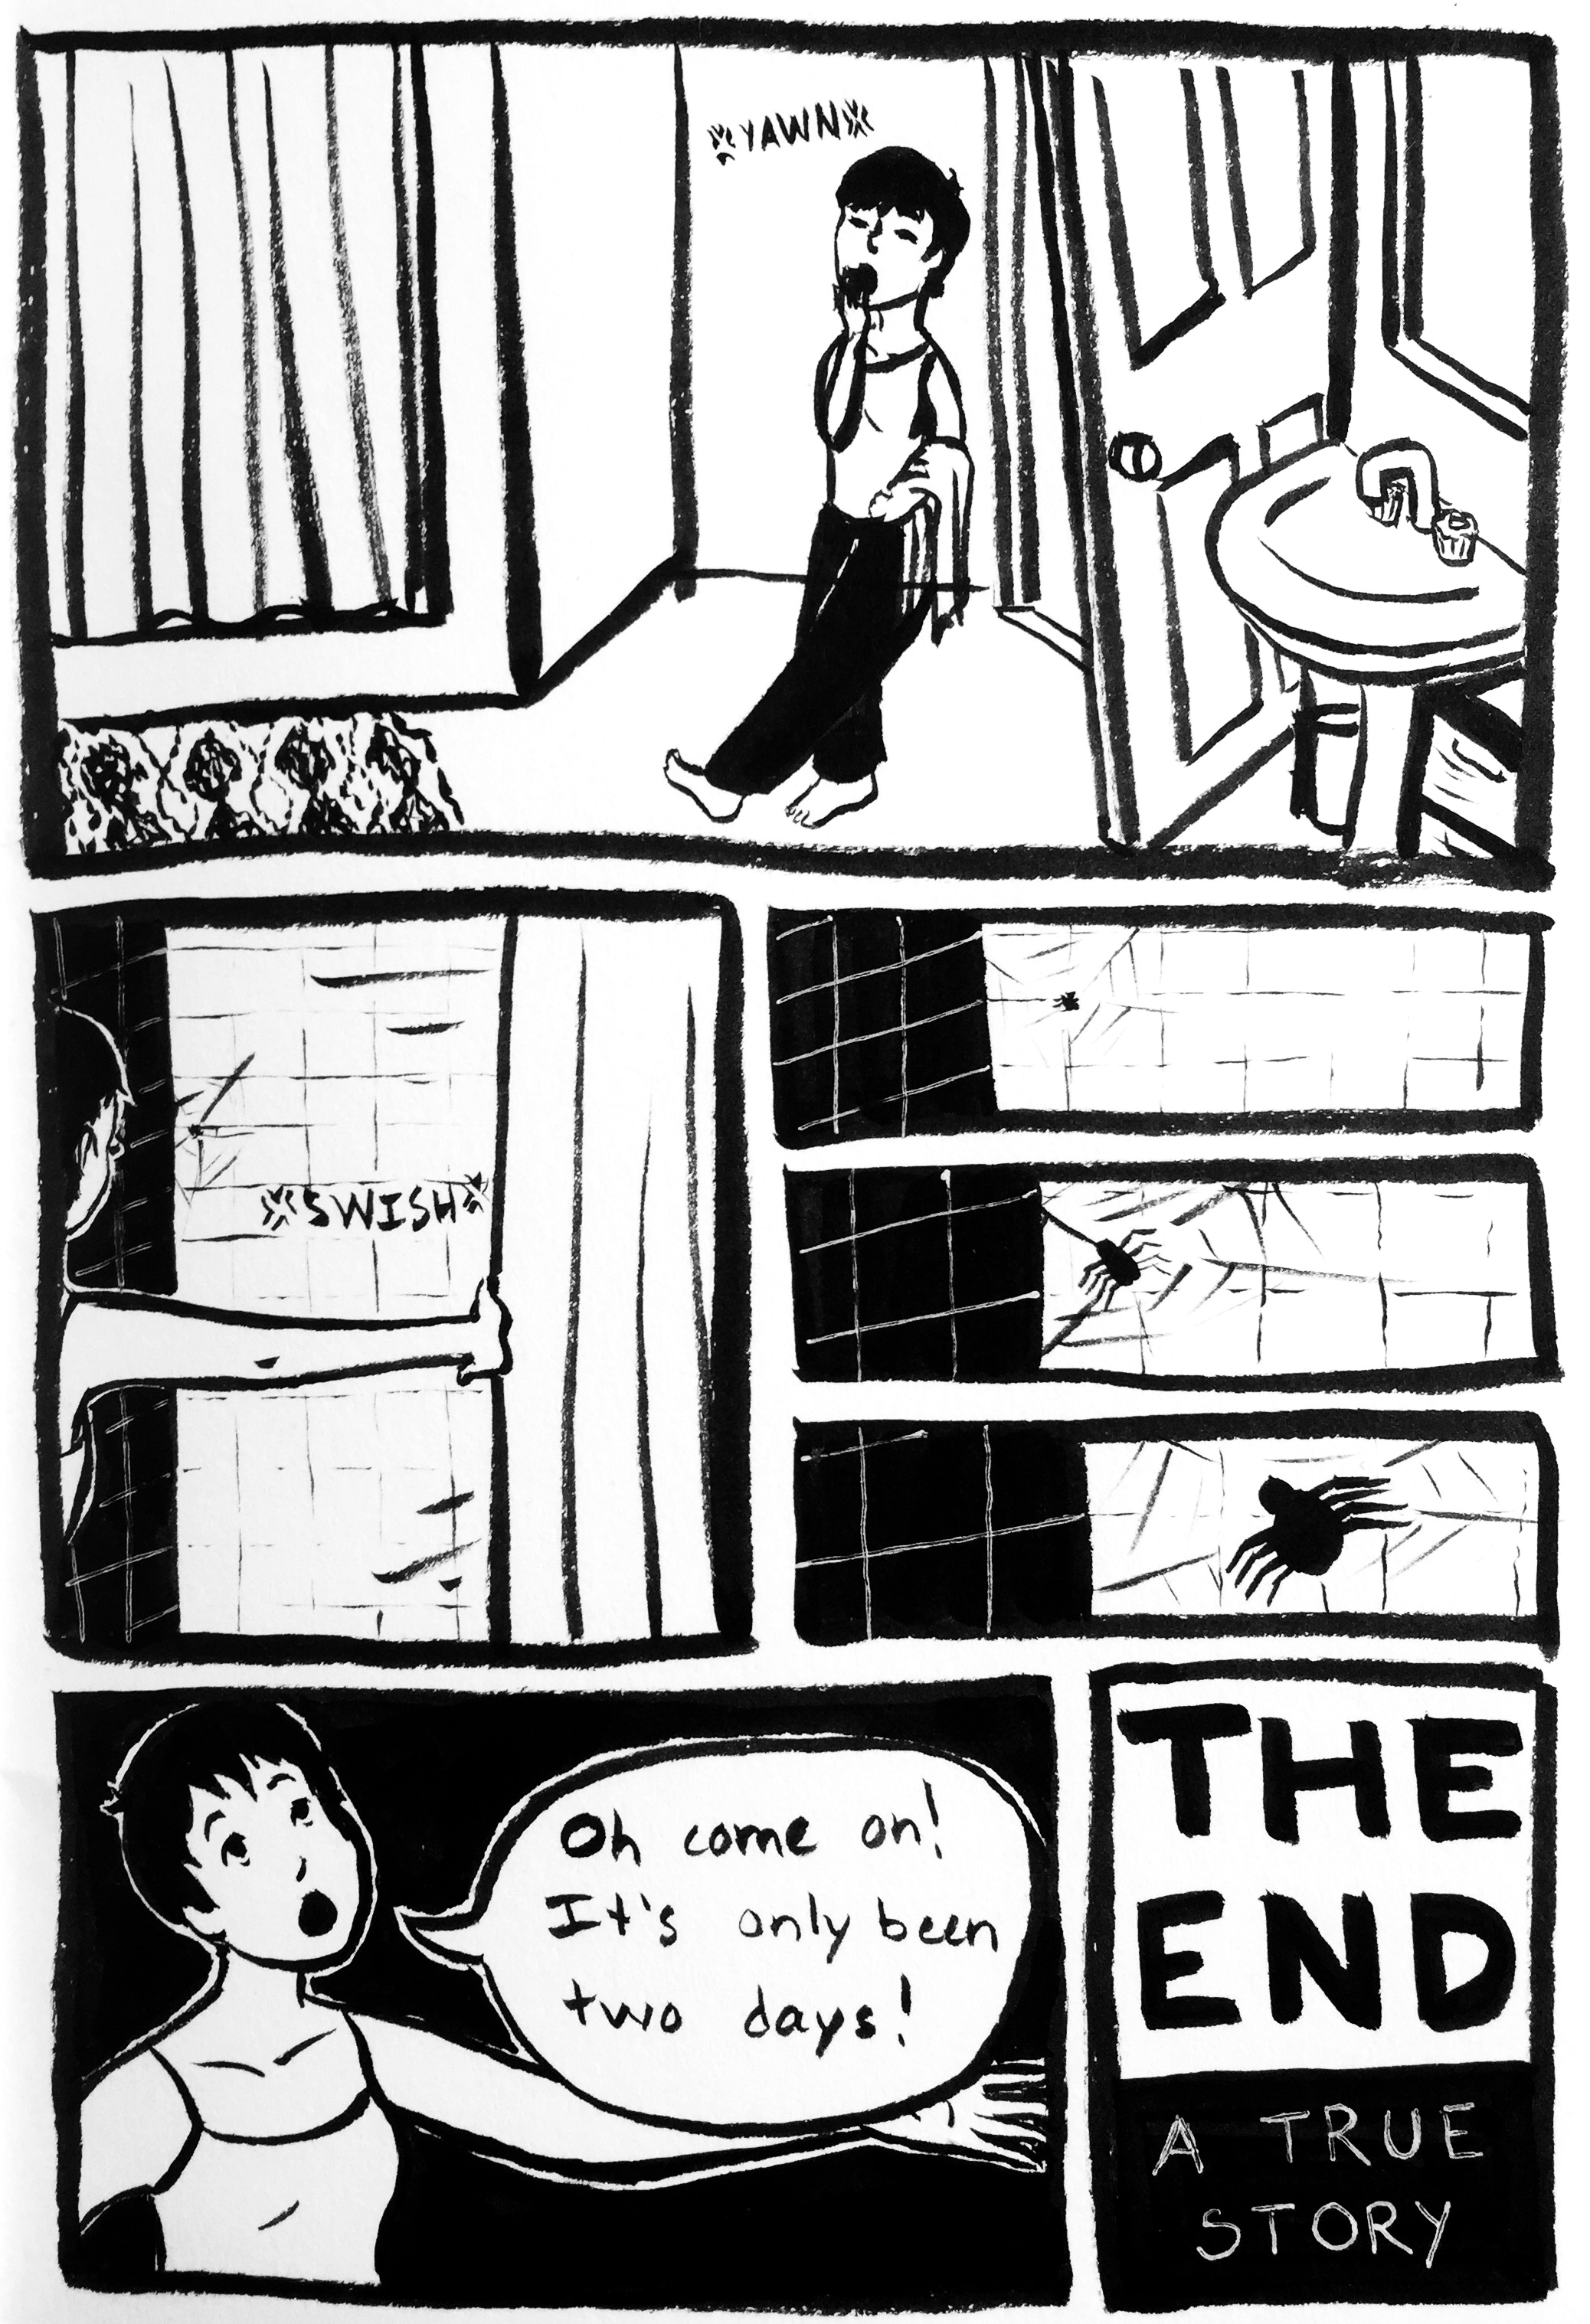 *YAWN*
*SWISH*
Oh come on!
It's only been
two days!
THE
END
A TRUE
STORY